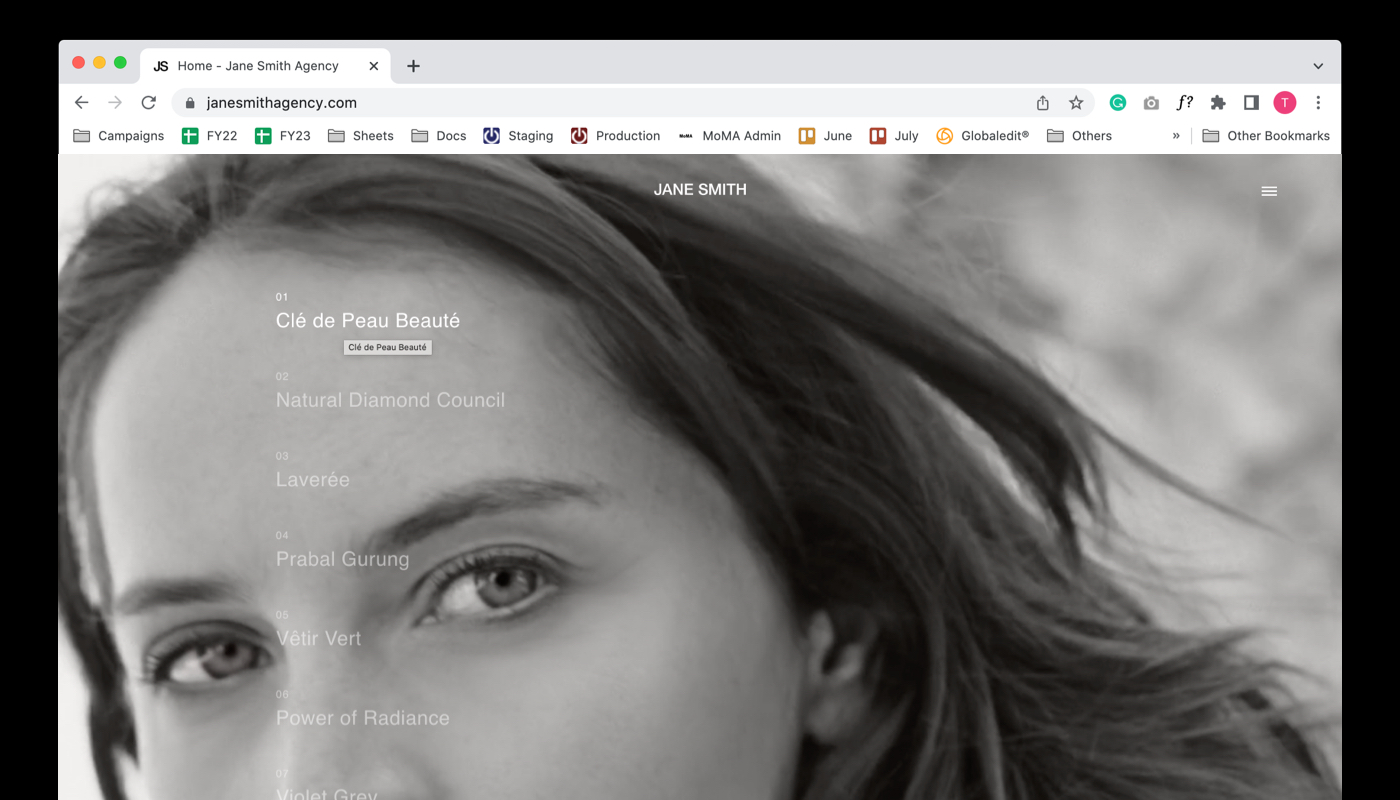 JS Home - Jane Smith Agency
janesmithagency.com
f?
T
Campaigns FY22 FY23 Sheets Docs Staging Production MoMA MoMA Admin June July Globaledit® Others » Other Bookmarks
JANE SMITH
01
Clé de Peau Beauté
Clé de Peau Beauté
02
Natural Diamond Council
03
Laverée
04
Prabal Gurung
05
Vêtir Vert
06
Power of Radiance
07
Violet Grey